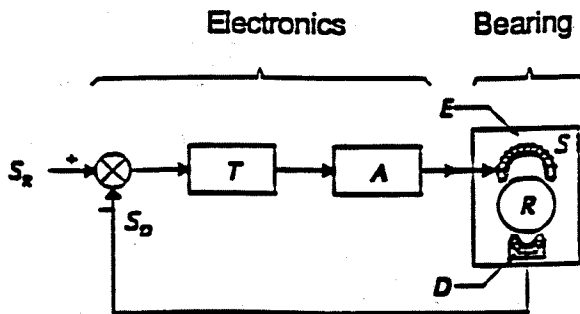 Electronics Bearing
E
S
S_R + T A R
− S_D
D